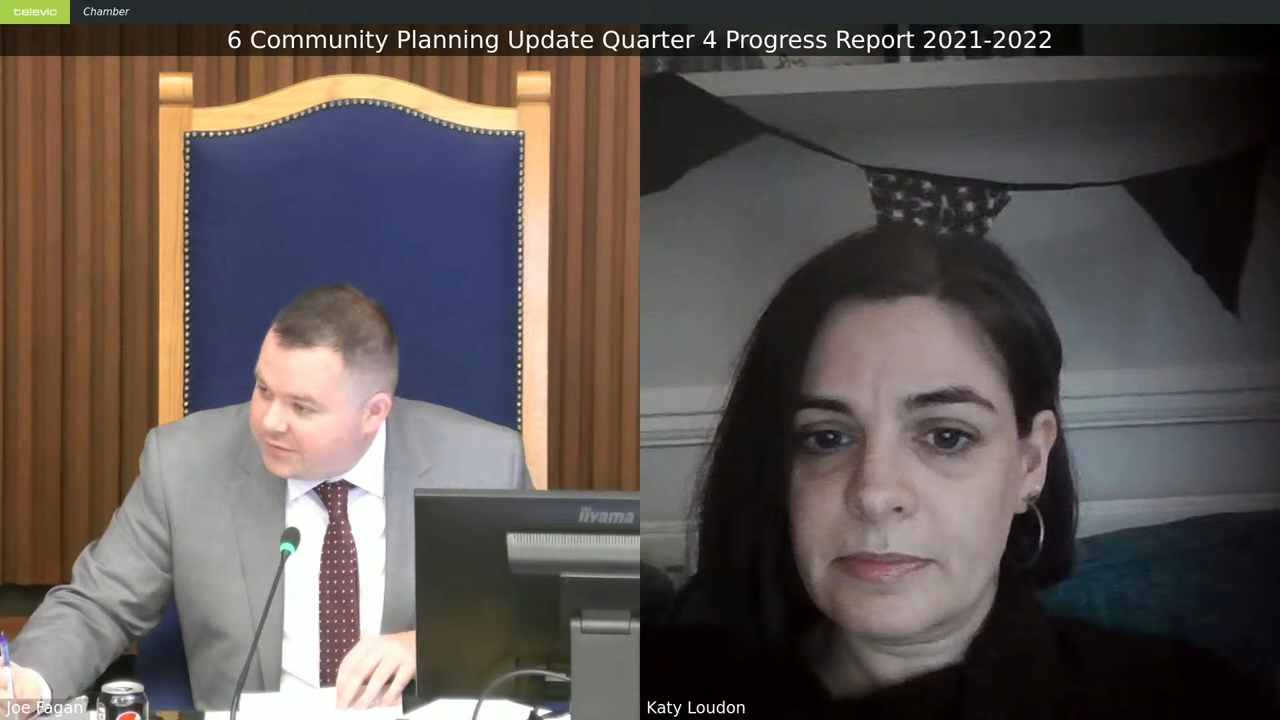 televic
Chamber
6 Community Planning Update Quarter 4 Progress Report 2021-2022
iiyama
Joe Fagan
Katy Loudon